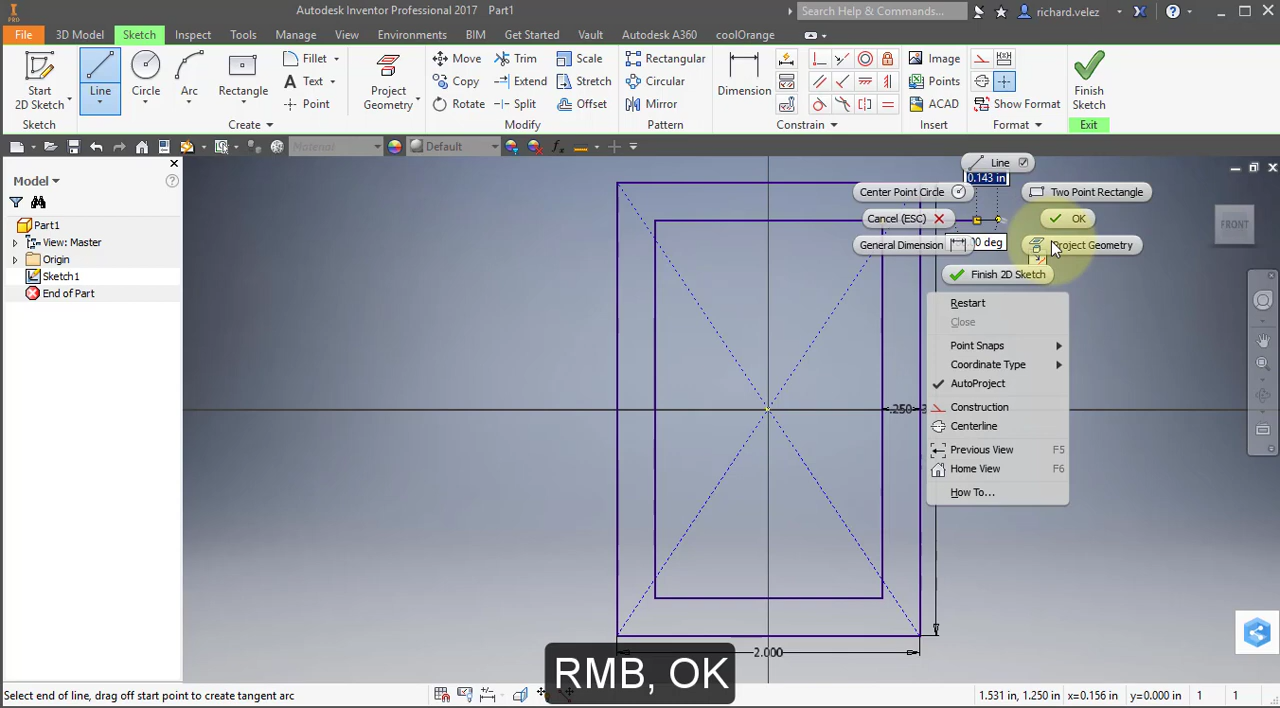 PRO
Autodesk Inventor Professional 2017 Part1
Search Help & Commands...
richard.velez
File 3D Model Sketch Inspect Tools Manage View Environments BIM Get Started Vault Autodesk A360 coolOrange
Start
2D Sketch
Line
Circle
Arc
Rectangle
Fillet
Text
Point
Project
Geometry
Move Trim Scale
Copy Extend Stretch
Rotate Split Offset
Rectangular
Circular
Mirror
Dimension
Image
Points
ACAD
Show Format
Finish
Sketch
Sketch Create Modify Pattern Constrain Insert Format Exit
Material Default
Model
Part1
View: Master
Origin
Sketch1
End of Part
Line
0.143 in
Center Point Circle
Two Point Rectangle
Cancel (ESC)
OK
General Dimension
deg
Project Geometry
Finish 2D Sketch
FRONT
Restart
Close
Point Snaps
Coordinate Type
AutoProject
Construction
Centerline
Previous View F5
Home View F6
How To...
.250
2.000
RMB, OK
Select end of line, drag off start point to create tangent arc
1.531 in, 1.250 in x=0.156 in y=0.000 in 1 1